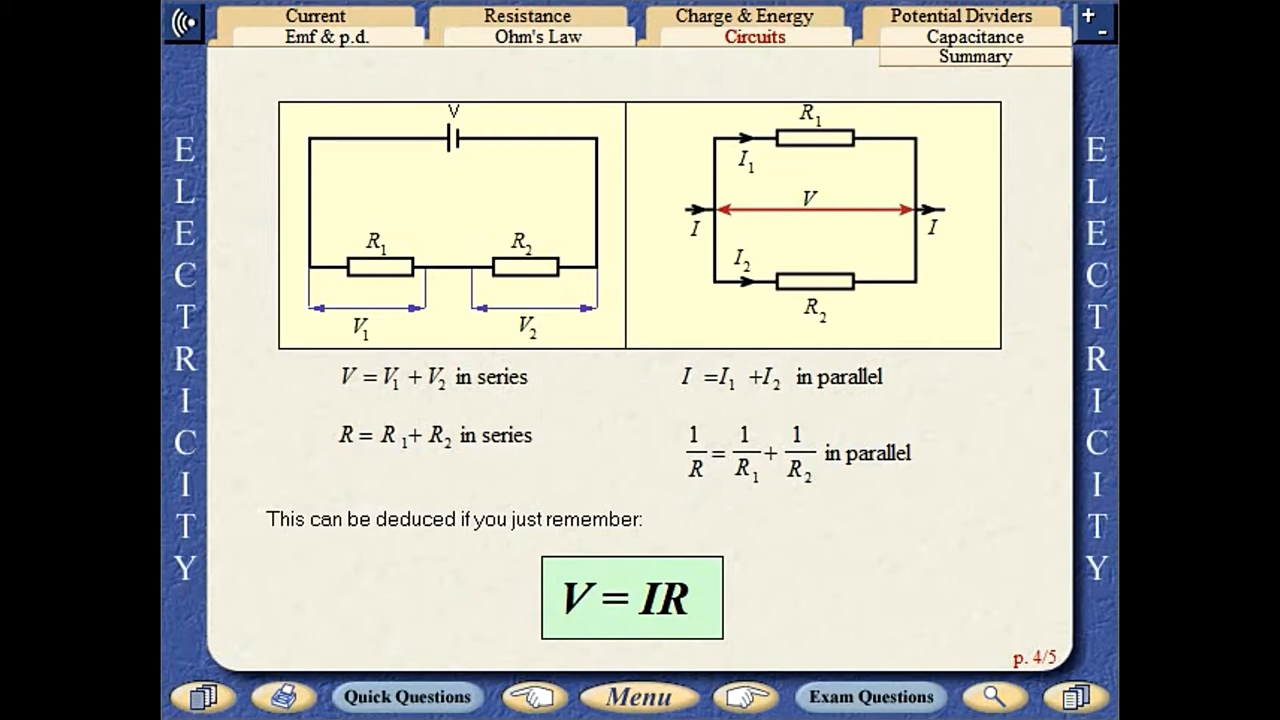 Current
Resistance
Charge & Energy
Potential Dividers
+
-
Emf & p.d.
Ohm's Law
Circuits
Capacitance
Summary
ELECTRICITY
V
R1
R2
V1
V2
R1
I1
V
I
I
I2
R2
V = V1 + V2 in series
I = I1 + I2 in parallel
R = R1 + R2 in series
1/R = 1/R1 + 1/R2 in parallel
This can be deduced if you just remember:
V = IR
p. 4/5
ELECTRICITY
Quick Questions
Menu
Exam Questions